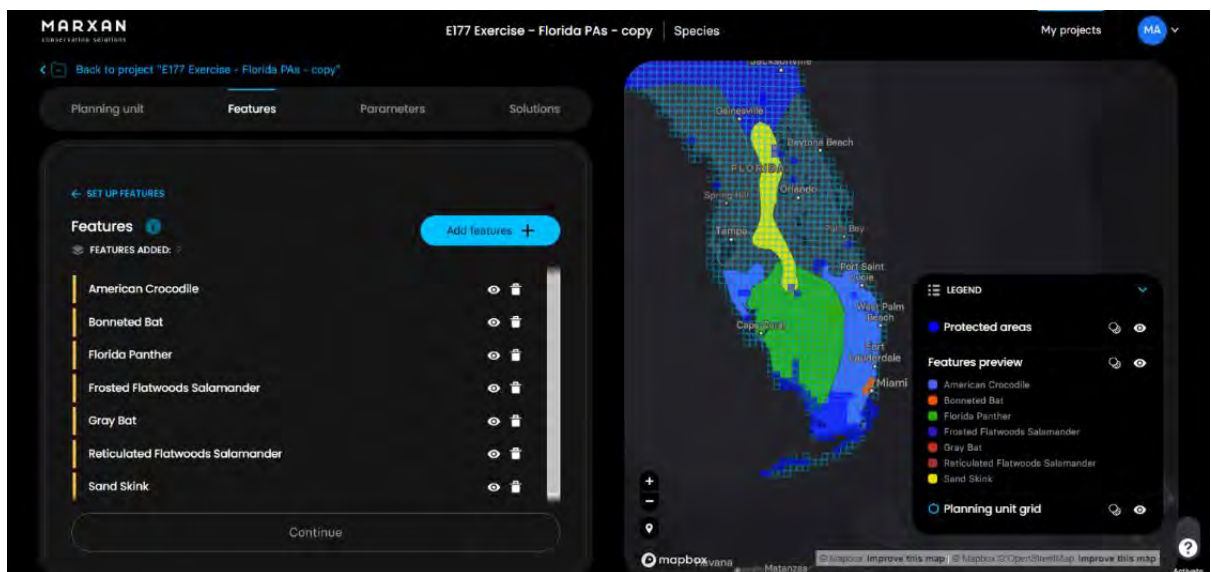 MARXAN
conservation solutions
E177 Exercise - Florida PAs - copy
Species
My projects
MA
Back to project "E177 Exercise - Florida PAs - copy"
Planning unit
Features
Parameters
Solutions
SET UP FEATURES
Features
Add features +
FEATURES ADDED: 7
American Crocodile
Bonneted Bat
Florida Panther
Frosted Flatwoods Salamander
Gray Bat
Reticulated Flatwoods Salamander
Sand Skink
Continue
Jacksonville
Gainesville
Daytona Beach
FLORIDA
Spring Hill
Orlando
Tampa
Palm Bay
Port Saint
Lucie
West Palm
Beach
Cape Coral
Fort
Lauderdale
Miami
LEGEND
Protected areas
Features preview
American Crocodile
Bonneted Bat
Florida Panther
Frosted Flatwoods Salamander
Gray Bat
Reticulated Flatwoods Salamander
Sand Skink
Planning unit grid
+
-
mapbox
Havana
Matanzas
© Mapbox Improve this map © Mapbox © OpenStreetMap Improve this map
?